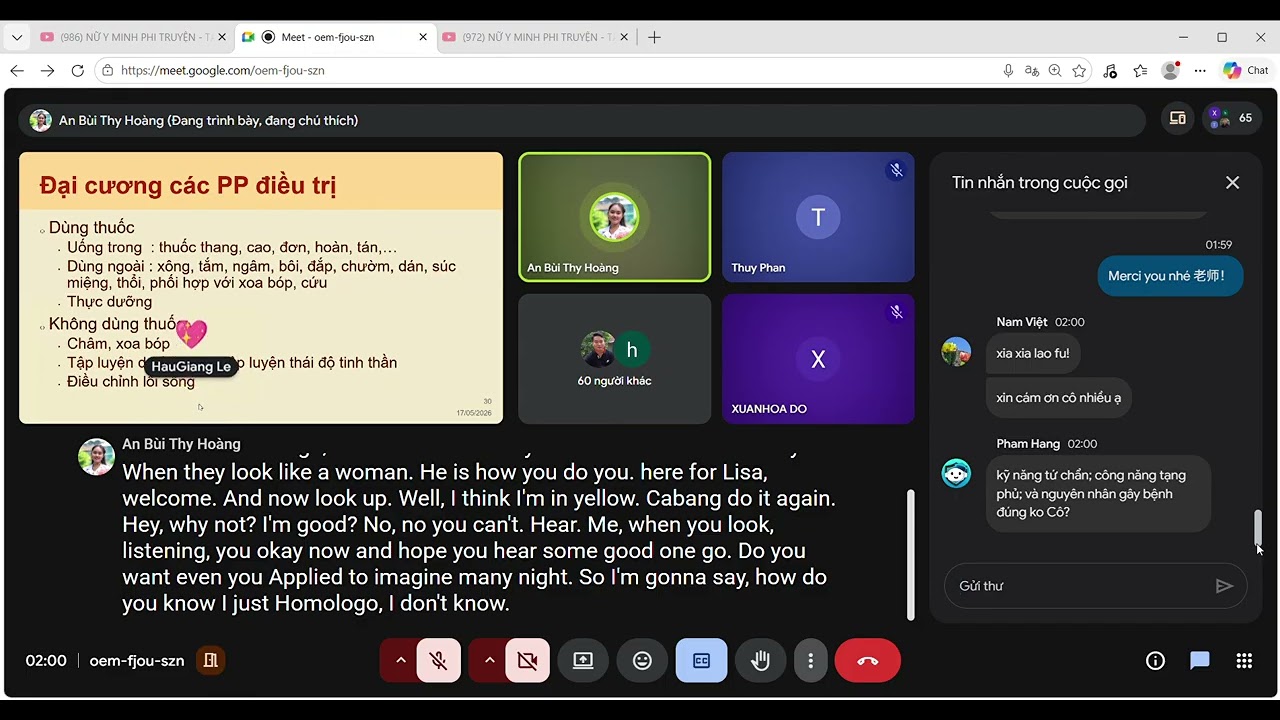 (986) NỮ Y MINH PHI TRUYỆN - TẬ
Meet - oem-fjou-szn
(972) NỮ Y MINH PHI TRUYỆN - TẬ
https://meet.google.com/oem-fjou-szn
Chat
An Bùi Thy Hoàng (Đang trình bày, đang chú thích)
65
Đại cương các PP điều trị
Dùng thuốc
Uống trong : thuốc thang, cao, đơn, hoàn, tán,…
Dùng ngoài : xông, tắm, ngâm, bôi, đắp, chườm, dán, súc
miệng, thổi, phối hợp với xoa bóp, cứu
Thực dưỡng
Không dùng thuố
Châm, xoa bóp
Tập luyện d
luyện thái độ tinh thần
HauGiang Le
Điều chỉnh lối sống
30
17/05/2026
An Bùi Thy Hoàng
T
Thuy Phan
h
60 người khác
X
XUANHOA DO
An Bùi Thy Hoàng
When they look like a woman. He is how you do you. here for Lisa,
welcome. And now look up. Well, I think I'm in yellow. Cabang do it again.
Hey, why not? I'm good? No, no you can't. Hear. Me, when you look,
listening, you okay now and hope you hear some good one go. Do you
want even you Applied to imagine many night. So I'm gonna say, how do
you know I just Homologo, I don't know.
Tin nhắn trong cuộc gọi
01:59
Merci you nhé 老师!
Nam Việt 02:00
xia xia lao fu!
xin cám ơn cô nhiều ạ
Pham Hang 02:00
kỹ năng tứ chẩn; công năng tạng
phủ; và nguyên nhân gây bệnh
đúng ko Cô?
Gửi thư
02:00
oem-fjou-szn